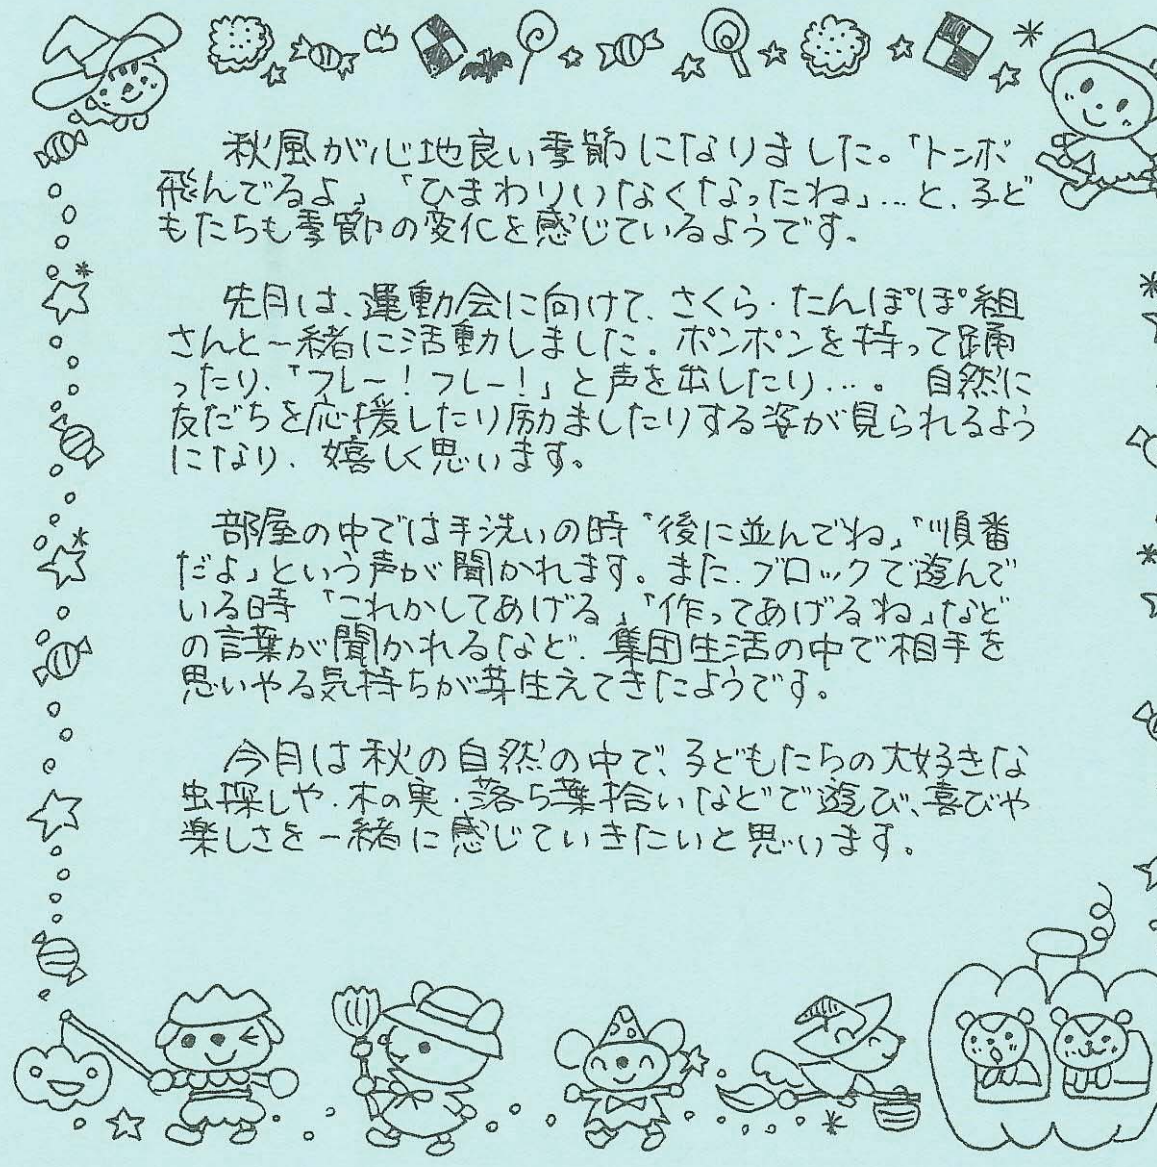 秋風が心地良い季節になりました。「トンボ
飛んでるよ」「ひまわりいなくなったね」…と、子ど
もたちも季節の変化を感じているようです。
先月は、運動会に向けて、さくら・たんぽぽ組
さんと一緒に活動しました。ポンポンを持って踊
ったり、「フレー！フレー！」と声を出したり…。自然に
友だちを応援したり励ましたりする姿が見られるよう
になり、嬉しく思います。
部屋の中では手洗いの時「後に並んでね」「順番
だよ」という声が聞かれます。また、ブロックで遊んで
いる時「これかしてあげる」「作ってあげるね」など
の言葉が聞かれるなど、集団生活の中で相手を
思いやる気持ちが芽生えてきたようです。
今月は秋の自然の中で、子どもたちの大好きな
虫探しや、木の実・落ち葉拾いなどで遊び、喜びや
楽しさを一緒に感じていきたいと思います。